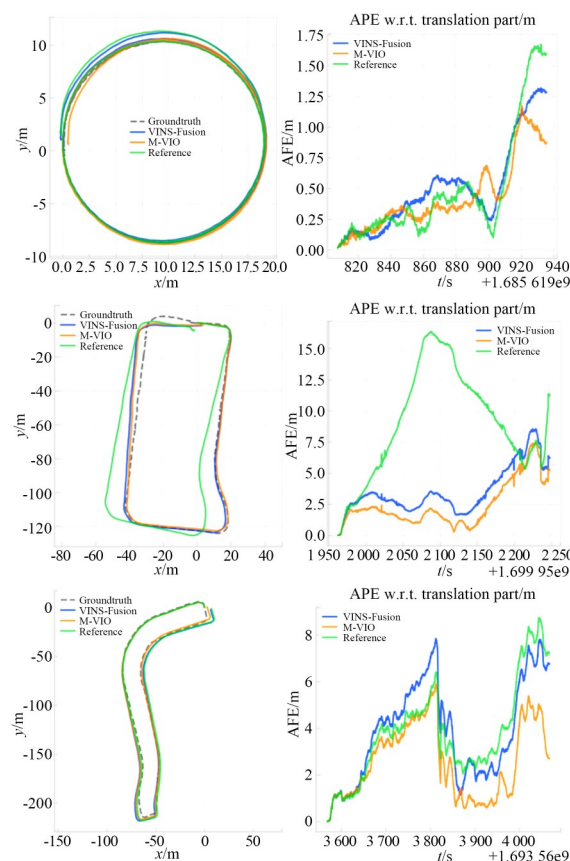 10
5
0
-5
-10
y/m
0.0 2.5 5.0 7.5 10.0 12.5 15.0 17.5 20.0
x/m
Groundtruth
VINS-Fusion
M-VIO
Reference
APE w.r.t. translation part/m
1.75
1.50
1.25
1.00
0.75
0.50
0.25
0.00
AFE/m
VINS-Fusion
M-VIO
Reference
820 840 860 880 900 920 940
t/s
+1.685 619e9
0
-20
-40
-60
-80
-100
-120
y/m
-80 -60 -40 -20 0 20 40
x/m
Groundtruth
VINS-Fusion
M-VIO
Reference
APE w.r.t. translation part/m
15.0
12.5
10.0
7.5
5.0
2.5
0.0
AFE/m
VINS-Fusion
M-VIO
Reference
1 950 2 000 2 050 2 100 2 150 2 200 2 250
t/s
+1.699 95e9
0
-50
-100
-150
-200
y/m
-150 -100 -50 0 50
x/m
Groundtruth
VINS-Fusion
M-VIO
Reference
APE w.r.t. translation part/m
8
6
4
2
0
AFE/m
VINS-Fusion
M-VIO
Reference
3 600 3 700 3 800 3 900 4 000
t/s
+1.693 56e9